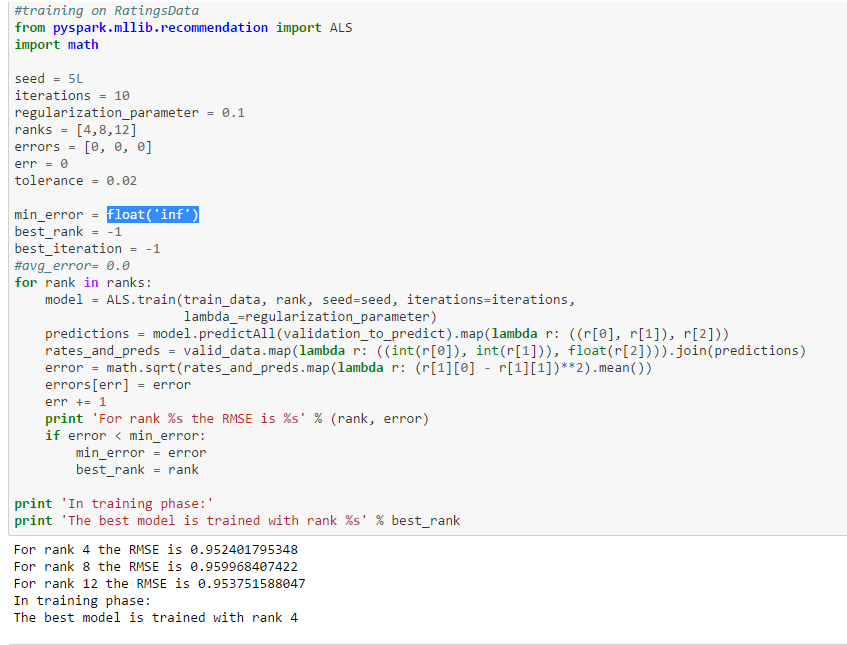 #training on RatingsData
from pyspark.mllib.recommendation import ALS
import math
seed = 5L
iterations = 10
regularization_parameter = 0.1
ranks = [4,8,12]
errors = [0, 0, 0]
err = 0
tolerance = 0.02
min_error = float('inf')
best_rank = -1
best_iteration = -1
#avg_error= 0.0
for rank in ranks:
    model = ALS.train(train_data, rank, seed=seed, iterations=iterations,
                      lambda_=regularization_parameter)
    predictions = model.predictAll(validation_to_predict).map(lambda r: ((r[0], r[1]), r[2]))
    rates_and_preds = valid_data.map(lambda r: ((int(r[0]), int(r[1])), float(r[2]))).join(predictions)
    error = math.sqrt(rates_and_preds.map(lambda r: (r[1][0] - r[1][1])**2).mean())
    errors[err] = error
    err += 1
    print 'For rank %s the RMSE is %s' % (rank, error)
    if error < min_error:
        min_error = error
        best_rank = rank
print 'In training phase:'
print 'The best model is trained with rank %s' % best_rank
For rank 4 the RMSE is 0.952401795348
For rank 8 the RMSE is 0.959968407422
For rank 12 the RMSE is 0.953751588047
In training phase:
The best model is trained with rank 4